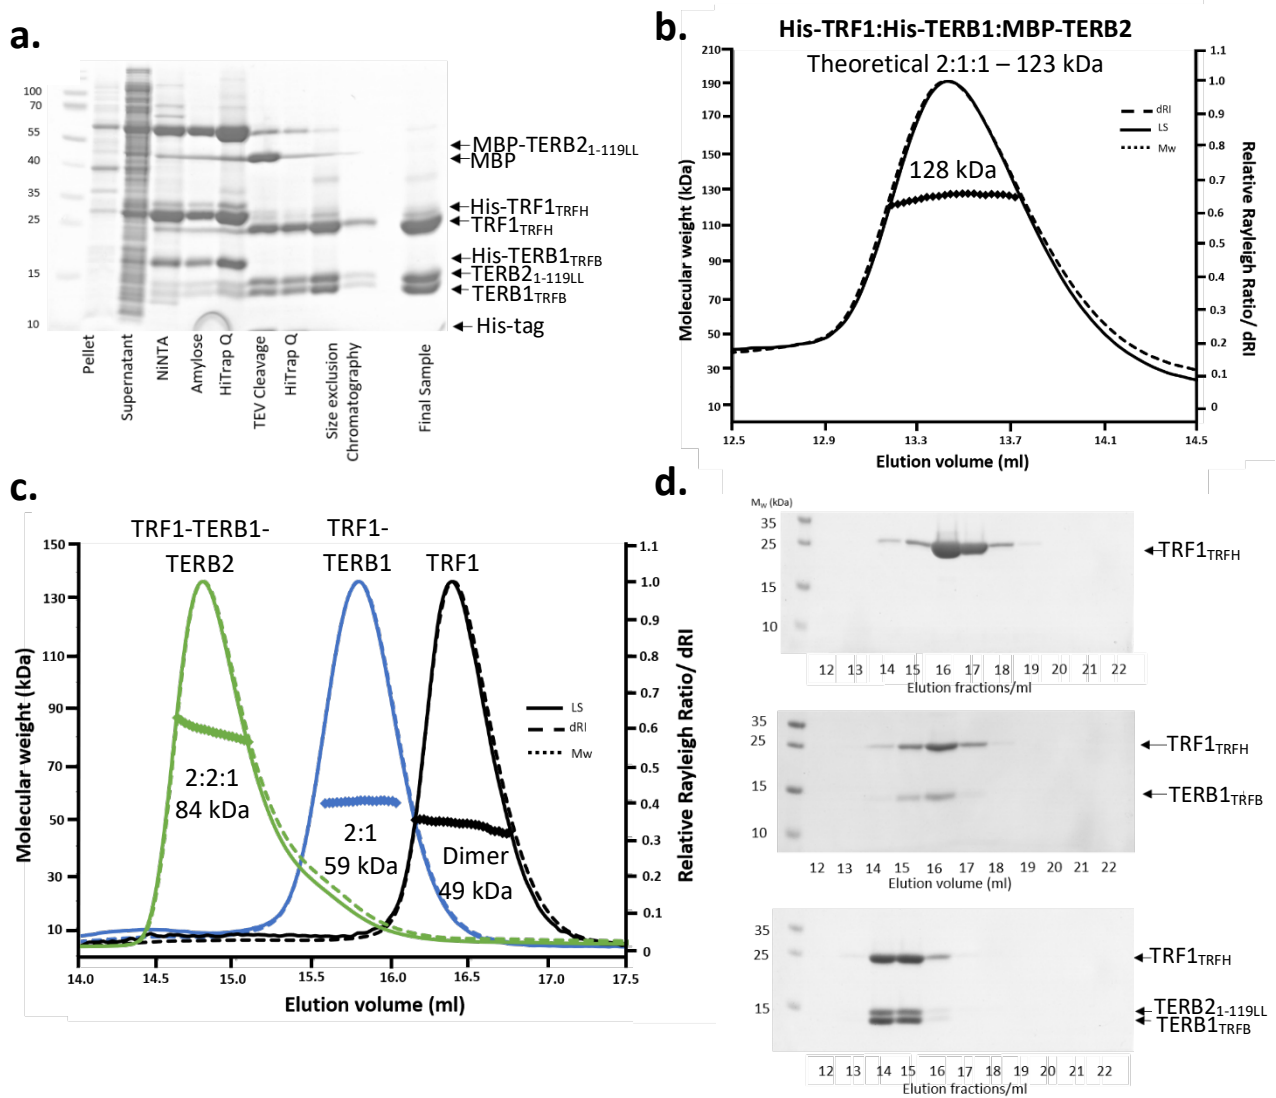 a.
100
70
55
40
35
25
15
10
MBP-TERB21-119LL
MBP
His-TRF1TRFH
TRF1TRFH
His-TERB1TRFB
TERB21-119LL
TERB1TRFB
His-tag
Pellet
Supernatant
NiNTA
Amylose
HiTrap Q
TEV Cleavage
HiTrap Q
Size exclusion
Chromatography
Final Sample
b.
His-TRF1:His-TERB1:MBP-TERB2
Theoretical 2:1:1 – 123 kDa
210
190
170
150
130
110
90
70
50
30
10
Molecular weight (kDa)
128 kDa
dRI
LS
Mw
1.1
1.0
0.9
0.8
0.7
0.6
0.5
0.4
0.3
0.2
0.1
0
Relative Rayleigh Ratio/ dRI
12.5
12.9
13.3
13.7
14.1
14.5
Elution volume (ml)
c.
TRF1-TERB1-
TERB2
TRF1-
TERB1
TRF1
150
130
110
90
70
50
30
10
Molecular weight (kDa)
2:2:1
84 kDa
2:1
59 kDa
Dimer
49 kDa
LS
dRI
Mw
1.1
1.0
0.9
0.8
0.7
0.6
0.5
0.4
0.3
0.2
0.1
0
Relative Rayleigh Ratio/ dRI
14.0
14.5
15.0
15.5
16.0
16.5
17.0
17.5
Elution volume (ml)
d.
Mw (kDa)
35
25
15
10
TRF1TRFH
12 13 14 15 16 17 18 19 20 21 22
Elution fractions/ml
35
25
15
10
TRF1TRFH
TERB1TRFB
12 13 14 15 16 17 18 19 20 21 22
Elution volume (ml)
35
25
15
TRF1TRFH
TERB21-119LL
TERB1TRFB
12 13 14 15 16 17 18 19 20 21 22
Elution fractions/ml